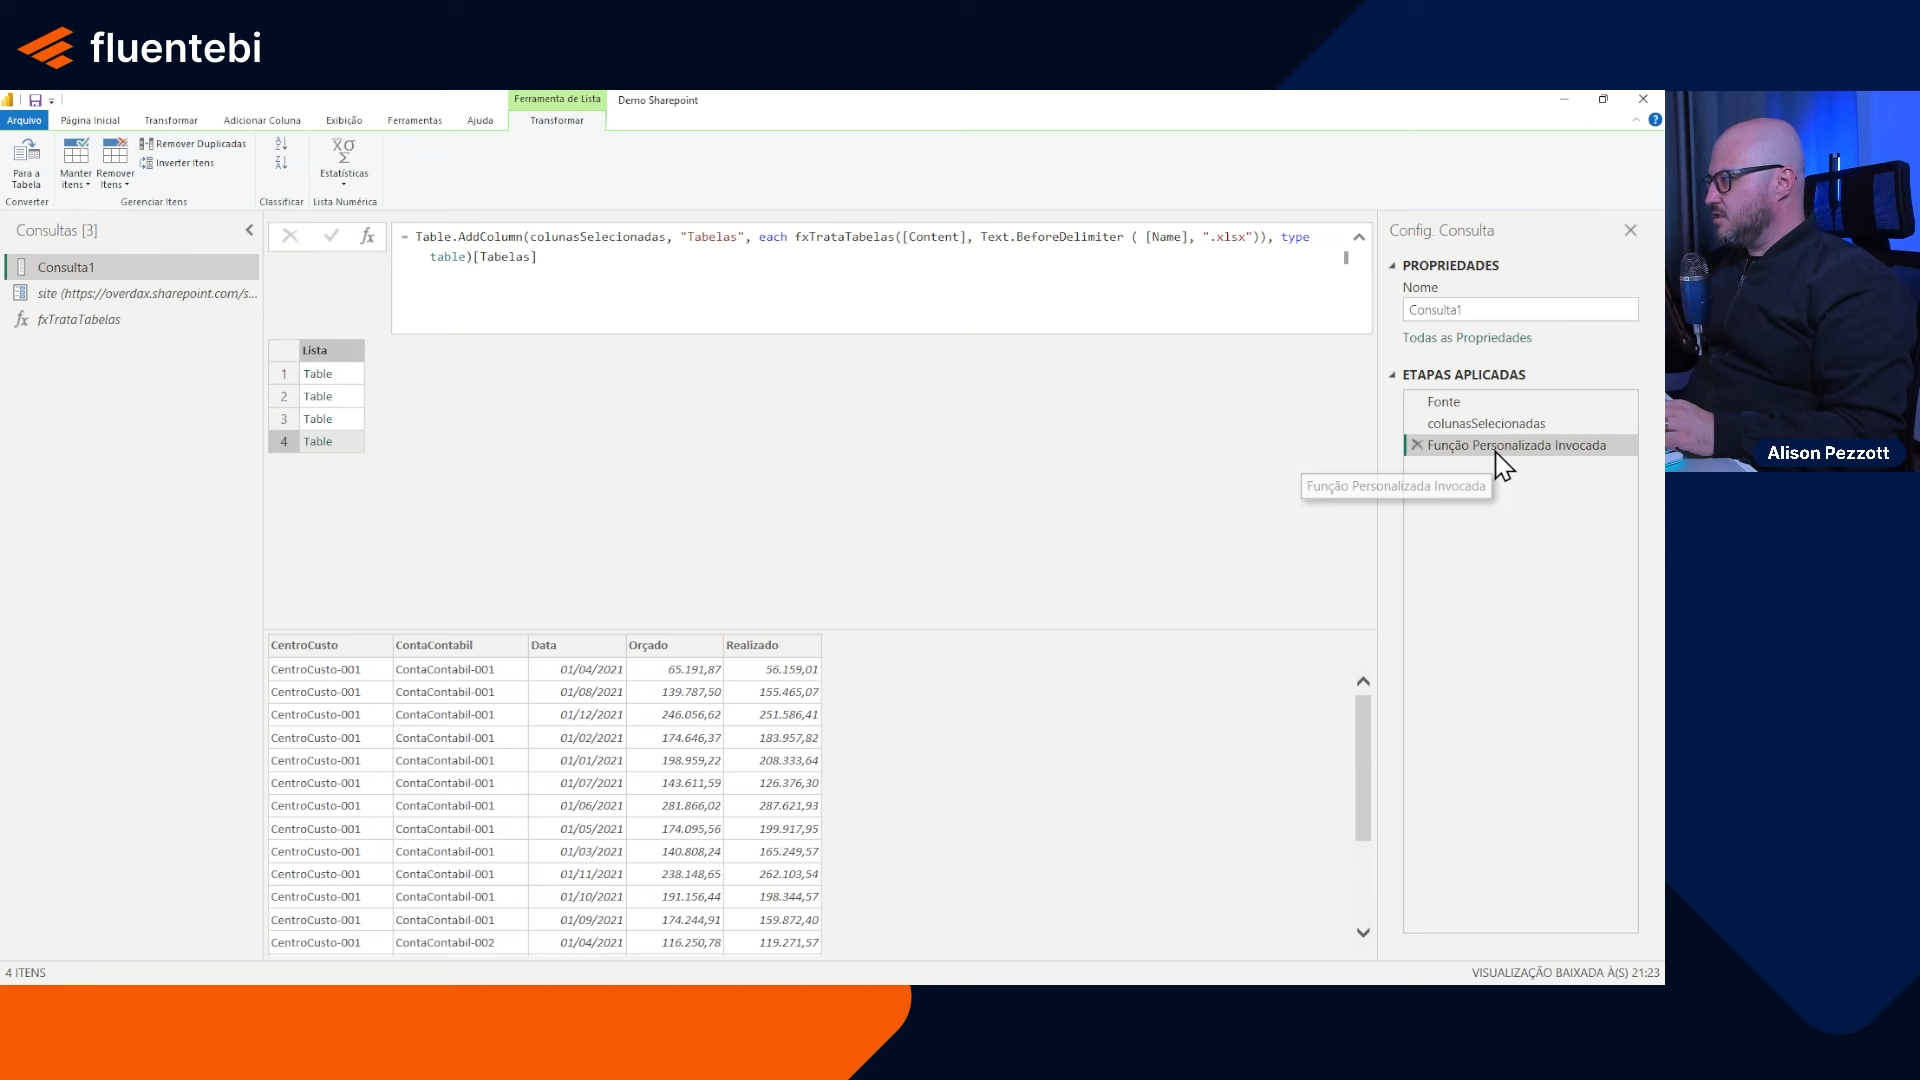 fluentebi
Ferramenta de Lista
Demo Sharepoint
Arquivo
Página Inicial
Transformar
Adicionar Coluna
Exibição
Ferramentas
Ajuda
Transformar
Para a
Tabela
Manter
itens
Remover
Itens
Remover Duplicadas
Inverter Itens
Estatísticas
Converter
Gerenciar Itens
Classificar
Lista Numérica
Consultas [3]
Consulta1
site (https://overdax.sharepoint.com/s...
fxTrataTabelas
= Table.AddColumn(colunasSelecionadas, "Tabelas", each fxTrataTabelas([Content], Text.BeforeDelimiter ( [Name], ".xlsx")), type
table)[Tabelas]
Lista
1 Table
2 Table
3 Table
4 Table
Config. Consulta
PROPRIEDADES
Nome
Consulta1
Todas as Propriedades
ETAPAS APLICADAS
Fonte
colunasSelecionadas
Função Personalizada Invocada
Função Personalizada Invocada
Alison Pezzott
CentroCusto ContaContabil Data Orçado Realizado
CentroCusto-001 ContaContabil-001 01/04/2021 65.191,87 56.159,01
CentroCusto-001 ContaContabil-001 01/08/2021 139.787,50 155.465,07
CentroCusto-001 ContaContabil-001 01/12/2021 246.056,62 251.586,41
CentroCusto-001 ContaContabil-001 01/02/2021 174.646,37 183.957,82
CentroCusto-001 ContaContabil-001 01/01/2021 198.959,22 208.333,64
CentroCusto-001 ContaContabil-001 01/07/2021 143.611,59 126.376,30
CentroCusto-001 ContaContabil-001 01/06/2021 281.866,02 287.621,93
CentroCusto-001 ContaContabil-001 01/05/2021 174.095,56 199.917,95
CentroCusto-001 ContaContabil-001 01/03/2021 140.808,24 165.249,57
CentroCusto-001 ContaContabil-001 01/11/2021 238.148,65 262.103,54
CentroCusto-001 ContaContabil-001 01/10/2021 191.156,44 198.344,57
CentroCusto-001 ContaContabil-001 01/09/2021 174.244,91 159.872,40
CentroCusto-001 ContaContabil-002 01/04/2021 116.250,78 119.271,57
4 ITENS
VISUALIZAÇÃO BAIXADA À(S) 21:23